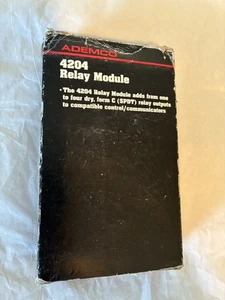 ADEMCO
4204
Relay Module
• The 4204 Relay Module adds from one
to four dry, form C (SPDT) relay outputs
to compatible control/communicators